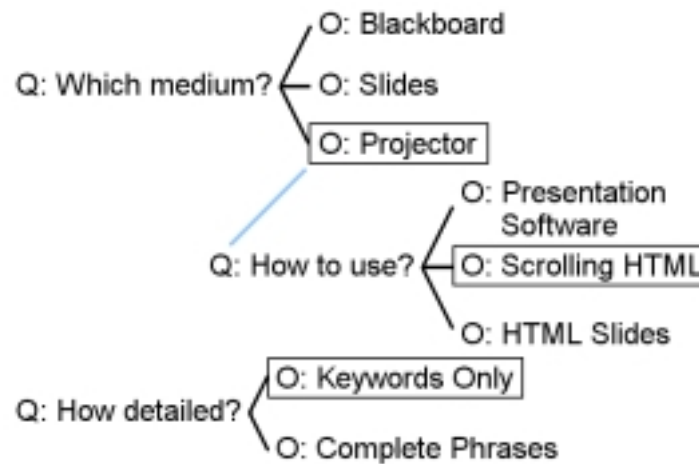 O: Blackboard
Q: Which medium? O: Slides
O: Projector
O: Presentation
Software
Q: How to use? O: Scrolling HTML
O: HTML Slides
O: Keywords Only
Q: How detailed?
O: Complete Phrases